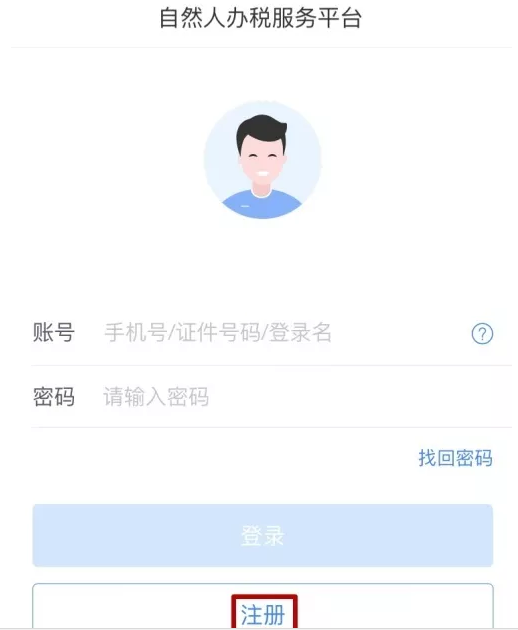 自然人办税服务平台
账号 手机号/证件号码/登录名 ?
密码 请输入密码
找回密码
登录
注册